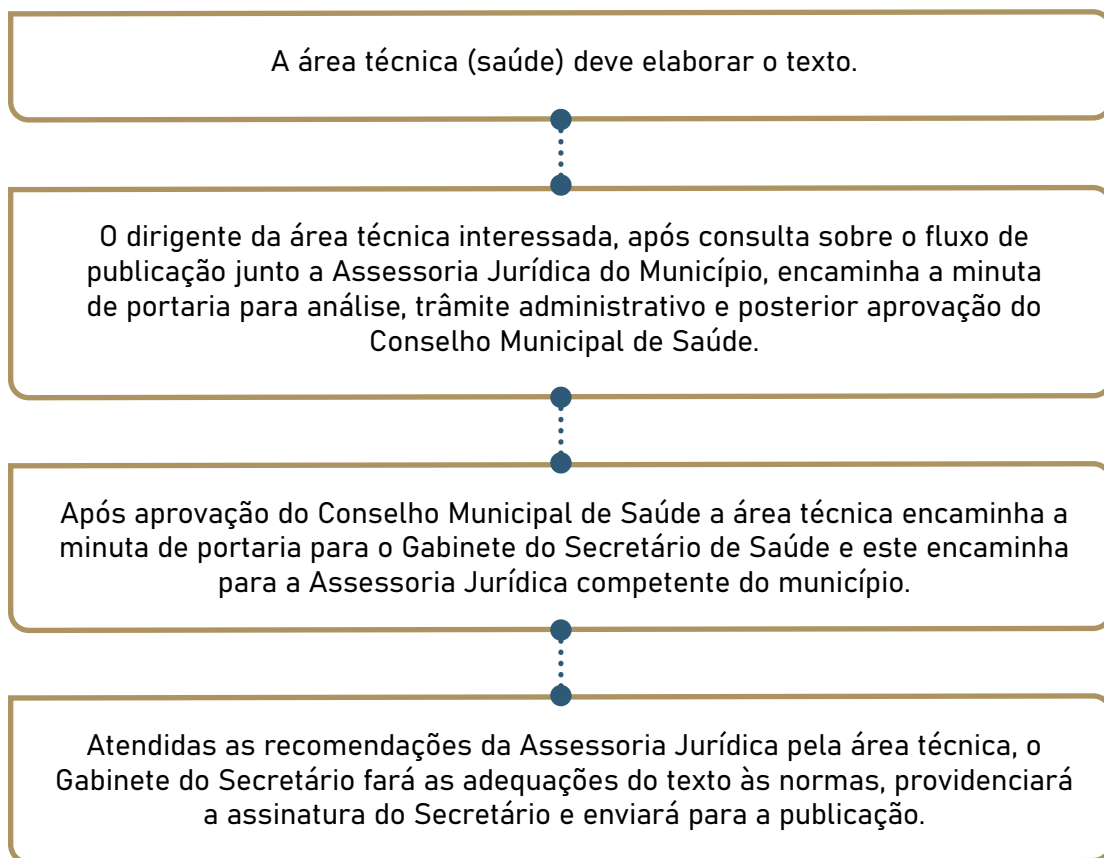 A área técnica (saúde) deve elaborar o texto.
O dirigente da área técnica interessada, após consulta sobre o fluxo de
publicação junto a Assessoria Jurídica do Município, encaminha a minuta
de portaria para análise, trâmite administrativo e posterior aprovação do
Conselho Municipal de Saúde.
Após aprovação do Conselho Municipal de Saúde a área técnica encaminha a
minuta de portaria para o Gabinete do Secretário de Saúde e este encaminha
para a Assessoria Jurídica competente do município.
Atendidas as recomendações da Assessoria Jurídica pela área técnica, o
Gabinete do Secretário fará as adequações do texto às normas, providenciará
a assinatura do Secretário e enviará para a publicação.